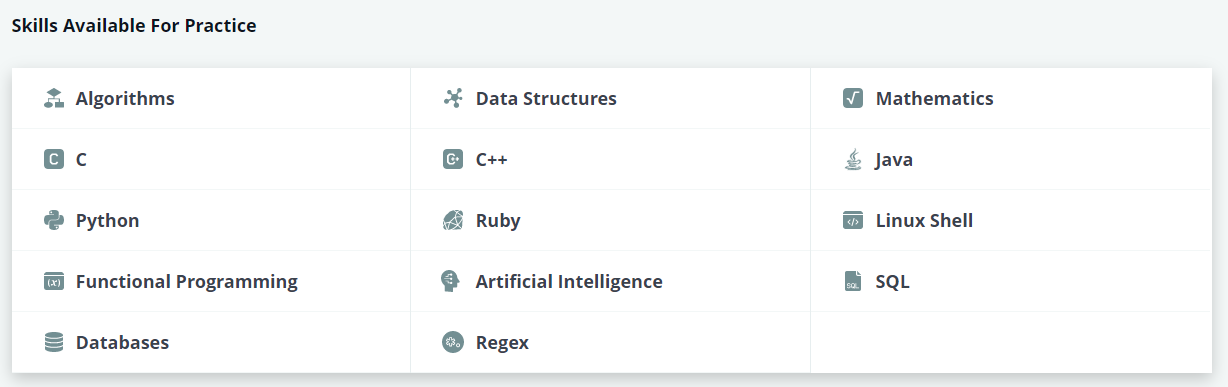 Skills Available For Practice
Algorithms
Data Structures
Mathematics
C
C++
Java
Python
Ruby
Linux Shell
Functional Programming
Artificial Intelligence
SQL
Databases
Regex